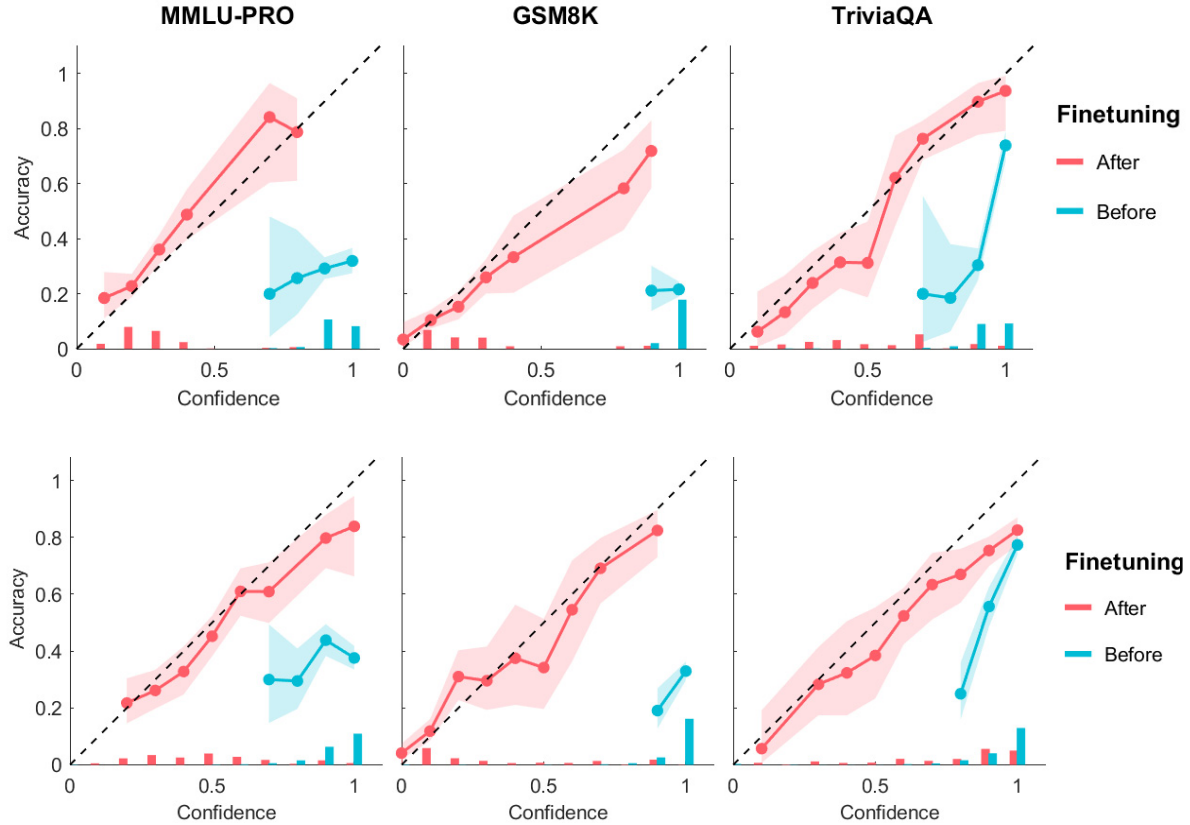 MMLU-PRO GSM8K TriviaQA
1
0.8
0.6
0.4
0.2
0
Accuracy
0 0.5 1
Confidence
0 0.5 1
Confidence
0 0.5 1
Confidence
Finetuning
After
Before
1
0.8
0.6
0.4
0.2
0
Accuracy
0 0.5 1
Confidence
0 0.5 1
Confidence
0 0.5 1
Confidence
Finetuning
After
Before